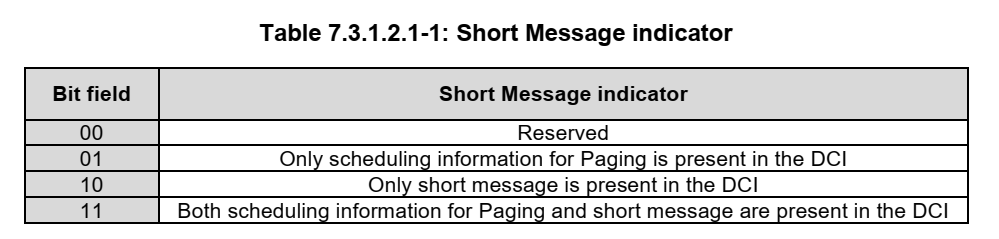 Table 7.3.1.2.1-1: Short Message indicator
Bit field Short Message indicator
00 Reserved
01 Only scheduling information for Paging is present in the DCI
10 Only short message is present in the DCI
11 Both scheduling information for Paging and short message are present in the DCI